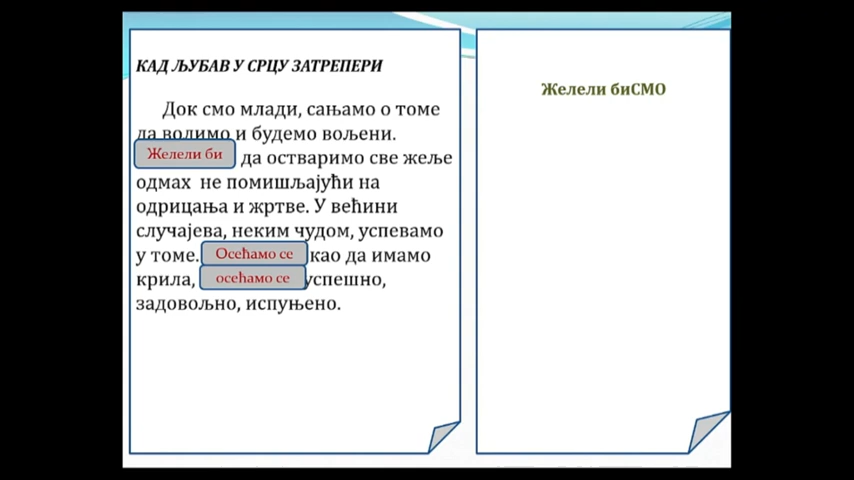 КАД ЉУБАВ У СРЦУ ЗАТРЕПЕРИ
Док смо млади, сањамо о томе
да волимо и будемо вољени.
Желели би да остваримо све жеље
одмах не помишљајући на
одрицања и жртве. У већини
случајева, неким чудом, успевамо
у томе. Осећамо се као да имамо
крила, осећамо се успешно,
задовољно, испуњено.
Желели биСМО